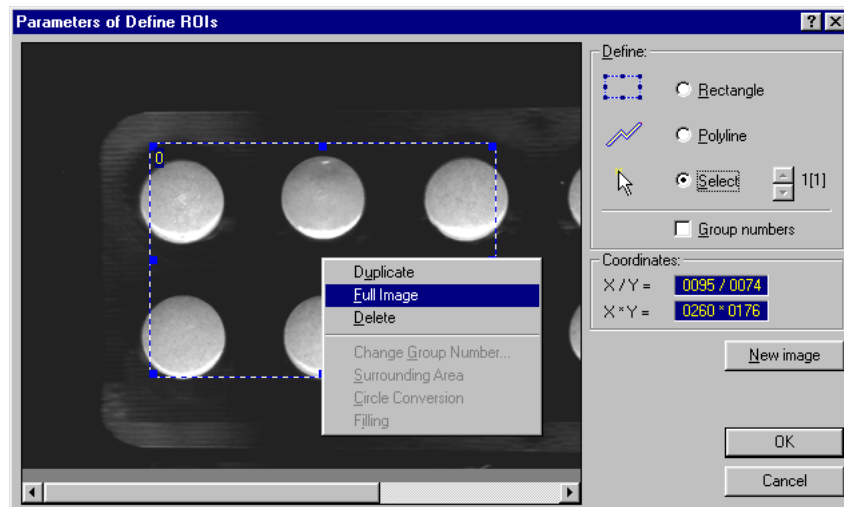 Parameters of Define ROIs
0
Duplicate
Full Image
Delete
Change Group Number...
Surrounding Area
Circle Conversion
Filling
Define:
Rectangle
Polyline
Select
1[1]
Group numbers
Coordinates:
X / Y = 0095 / 0074
X * Y = 0260 * 0176
New image
OK
Cancel